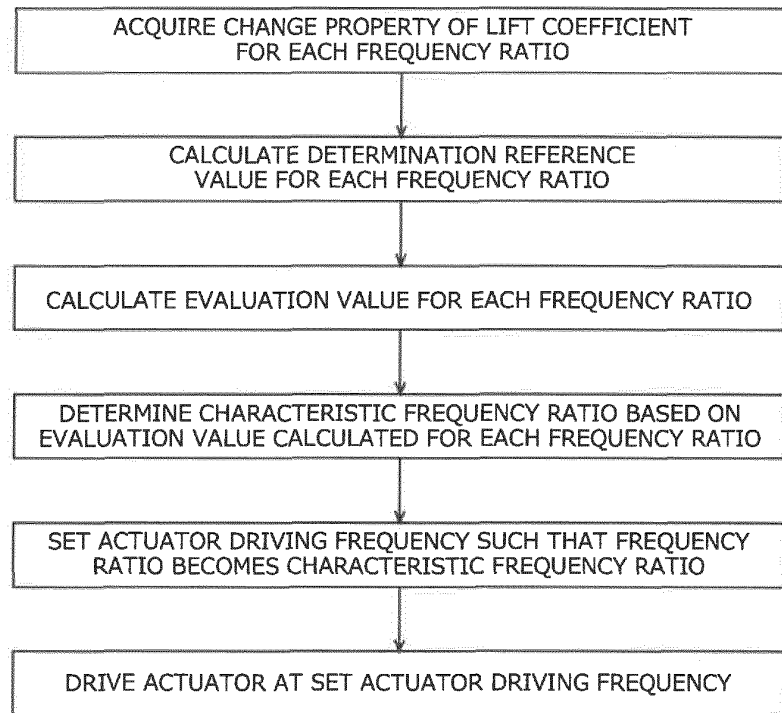 ACQUIRE CHANGE PROPERTY OF LIFT COEFFICIENT
FOR EACH FREQUENCY RATIO
CALCULATE DETERMINATION REFERENCE
VALUE FOR EACH FREQUENCY RATIO
CALCULATE EVALUATION VALUE FOR EACH FREQUENCY RATIO
DETERMINE CHARACTERISTIC FREQUENCY RATIO BASED ON
EVALUATION VALUE CALCULATED FOR EACH FREQUENCY RATIO
SET ACTUATOR DRIVING FREQUENCY SUCH THAT FREQUENCY
RATIO BECOMES CHARACTERISTIC FREQUENCY RATIO
DRIVE ACTUATOR AT SET ACTUATOR DRIVING FREQUENCY